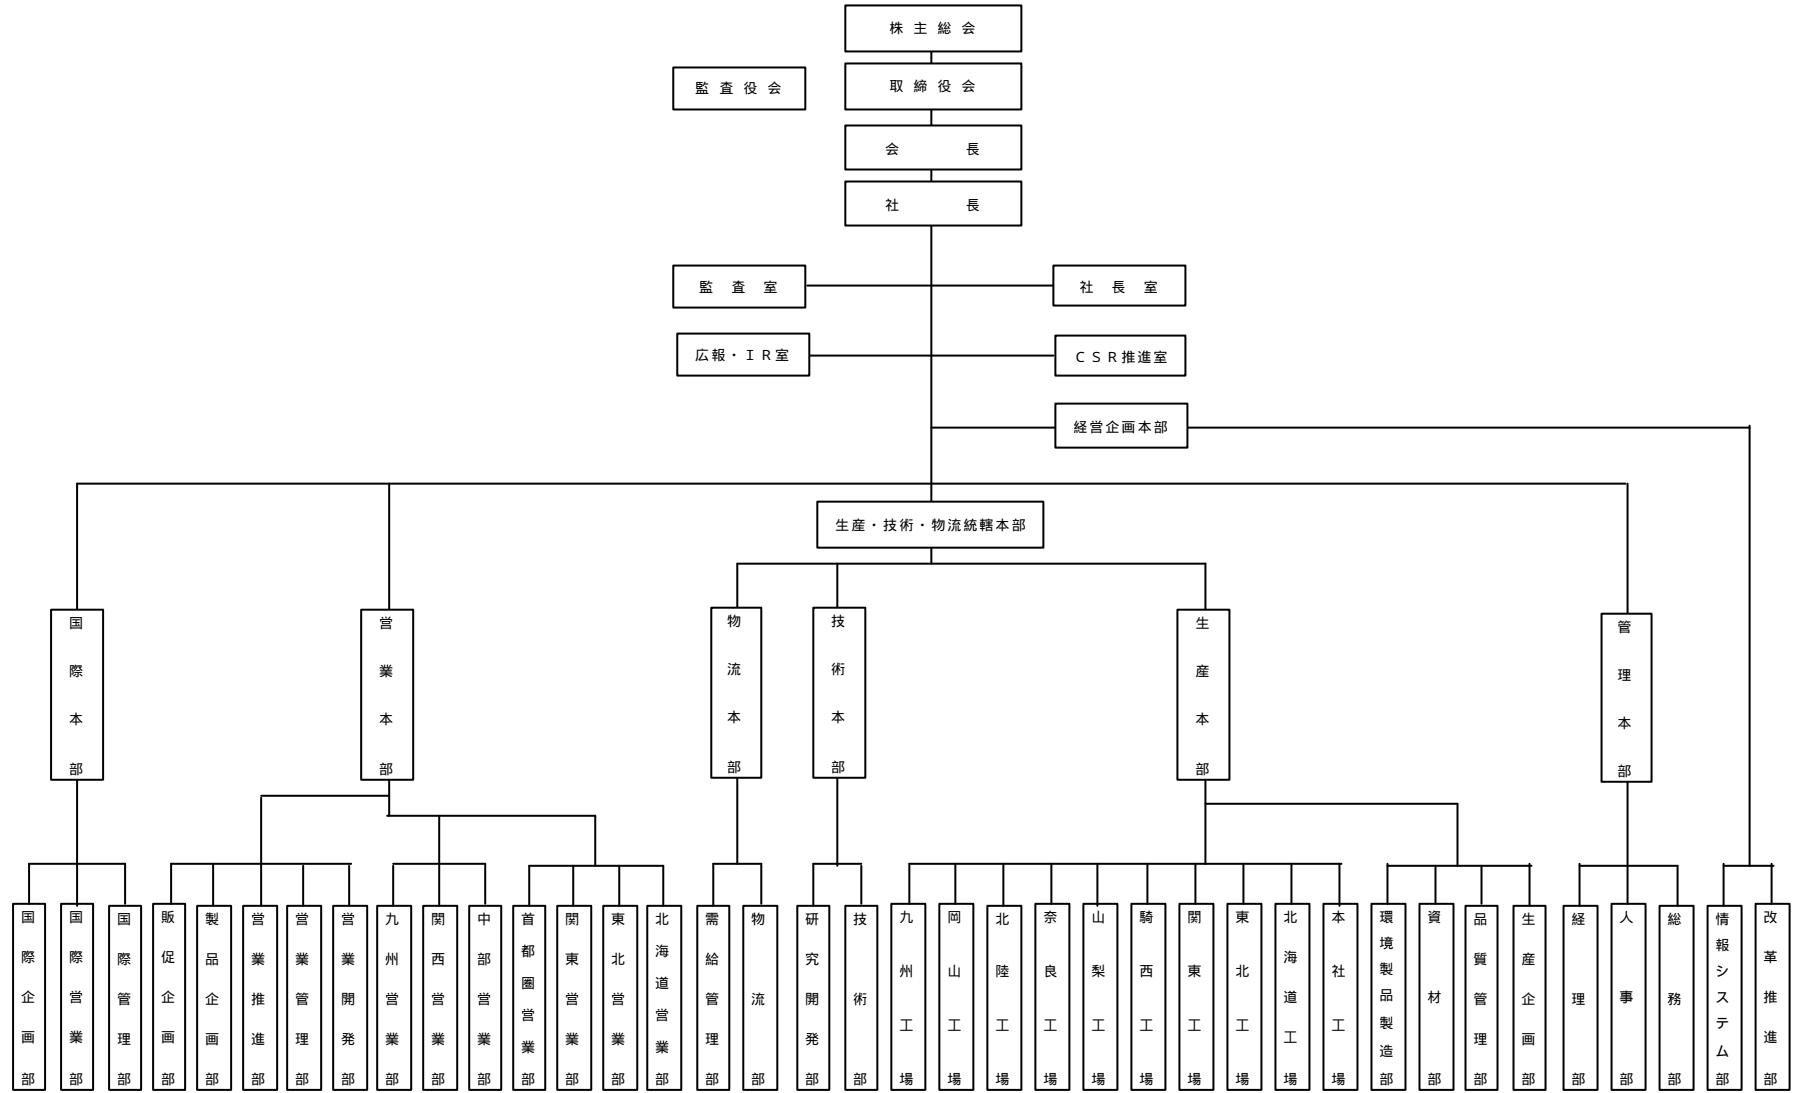 株主総会
監査役会
取締役会
会長
社長
監査室
社長室
広報・ＩＲ室
ＣＳＲ推進室
経営企画本部
生産・技術・物流統轄本部
国際本部
営業本部
物流本部
技術本部
生産本部
管理本部
国際企画部
国際営業部
国際管理部
販促企画部
製品企画部
営業推進部
営業管理部
営業開発部
九州営業部
関西営業部
中部営業部
首都圏営業部
関東営業部
東北営業部
北海道営業部
需給管理部
物流部
研究開発部
技術部
九州工場
岡山工場
北陸工場
奈良工場
山梨工場
騎西工場
関東工場
東北工場
北海道工場
本社工場
環境製品製造部
資材部
品質管理部
生産企画部
経理部
人事部
総務部
情報システム部
改革推進部